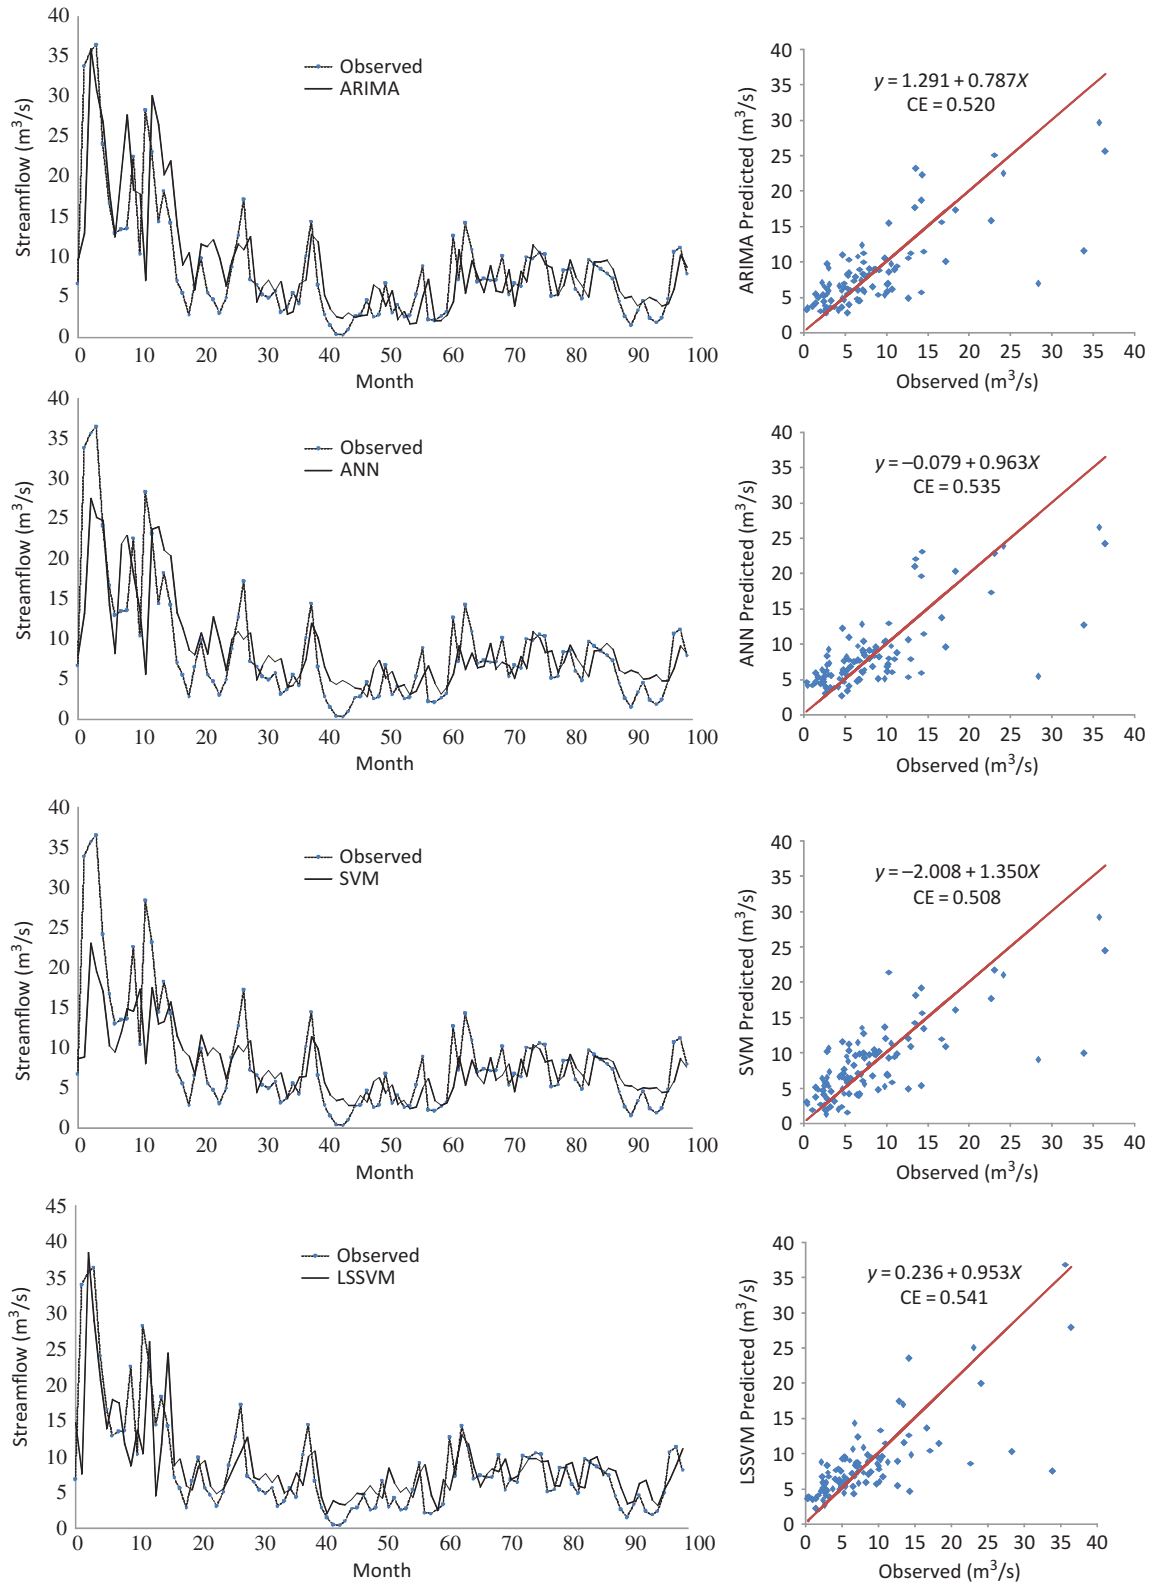 40
35
30
25
20
15
10
5
0
Streamflow (m³/s)
Observed
ARIMA
0 10 20 30 40 50 60 70 80 90 100
Month
40
35
30
25
20
15
10
5
0
ARIMA Predicted (m³/s)
y = 1.291 + 0.787X
CE = 0.520
0 5 10 15 20 25 30 35 40
Observed (m³/s)
40
35
30
25
20
15
10
5
0
Streamflow (m³/s)
Observed
ANN
0 10 20 30 40 50 60 70 80 90 100
Month
40
35
30
25
20
15
10
5
0
ANN Predicted (m³/s)
y = −0.079 + 0.963X
CE = 0.535
0 5 10 15 20 25 30 35 40
Observed (m³/s)
40
35
30
25
20
15
10
5
0
Streamflow (m³/s)
Observed
SVM
0 10 20 30 40 50 60 70 80 90 100
Month
40
35
30
25
20
15
10
5
0
SVM Predicted (m³/s)
y = −2.008 + 1.350X
CE = 0.508
0 5 10 15 20 25 30 35 40
Observed (m³/s)
45
40
35
30
25
20
15
10
5
0
Streamflow (m³/s)
Observed
LSSVM
0 10 20 30 40 50 60 70 80 90 100
Month
40
35
30
25
20
15
10
5
0
LSSVM Predicted (m³/s)
y = 0.236 + 0.953X
CE = 0.541
0 5 10 15 20 25 30 35 40
Observed (m³/s)